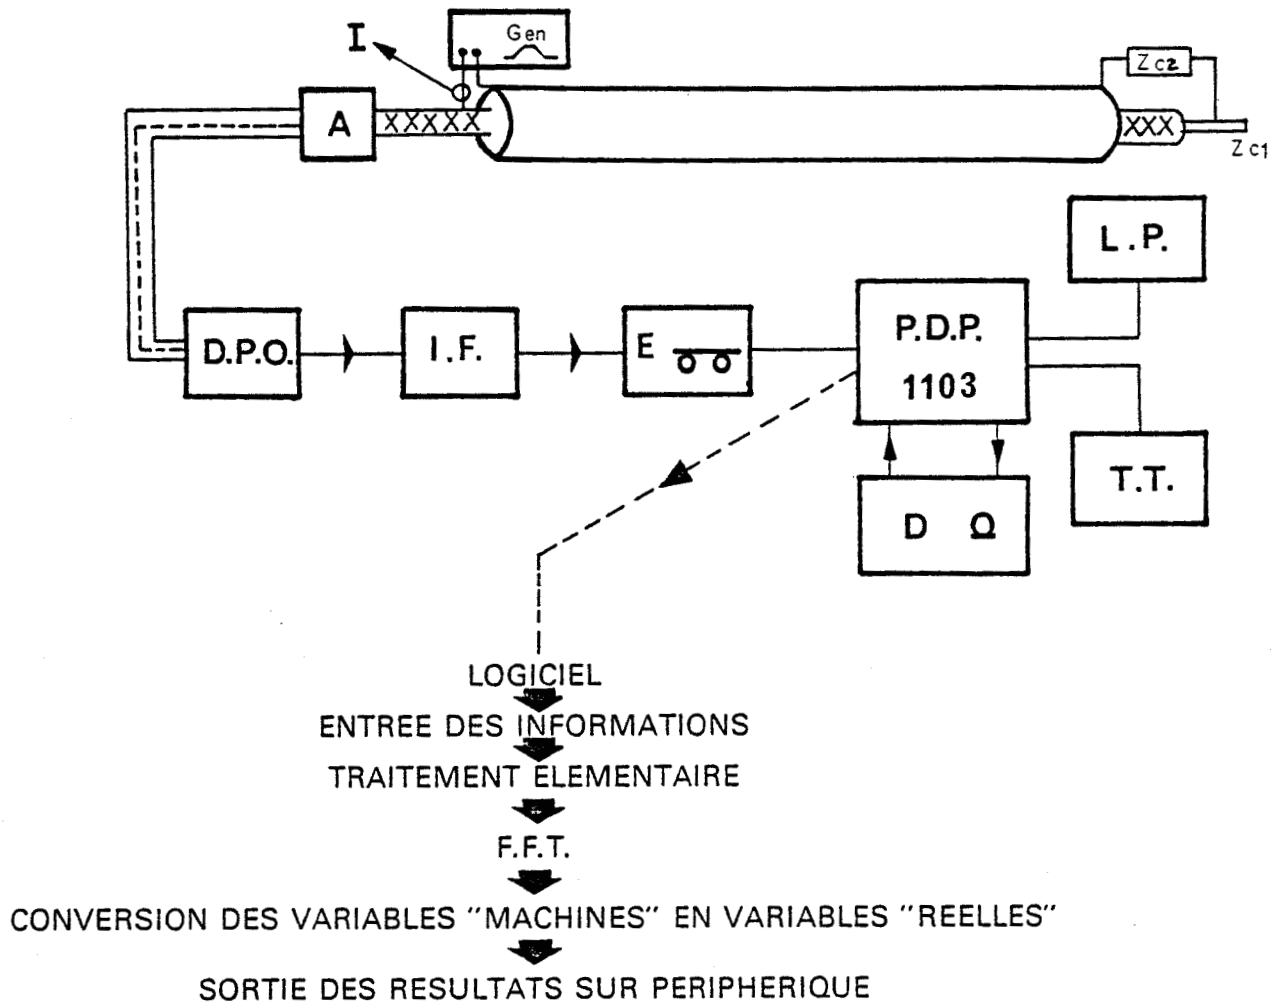 I
Gen
Zc2
A
XXXXX
XXX
Zc1
L.P.
D.P.O.
I.F.
E
P.D.P.
1103
T.T.
D Ω
LOGICIEL
ENTREE DES INFORMATIONS
TRAITEMENT ELEMENTAIRE
F.F.T.
CONVERSION DES VARIABLES "MACHINES" EN VARIABLES "REELLES"
SORTIE DES RESULTATS SUR PERIPHERIQUE